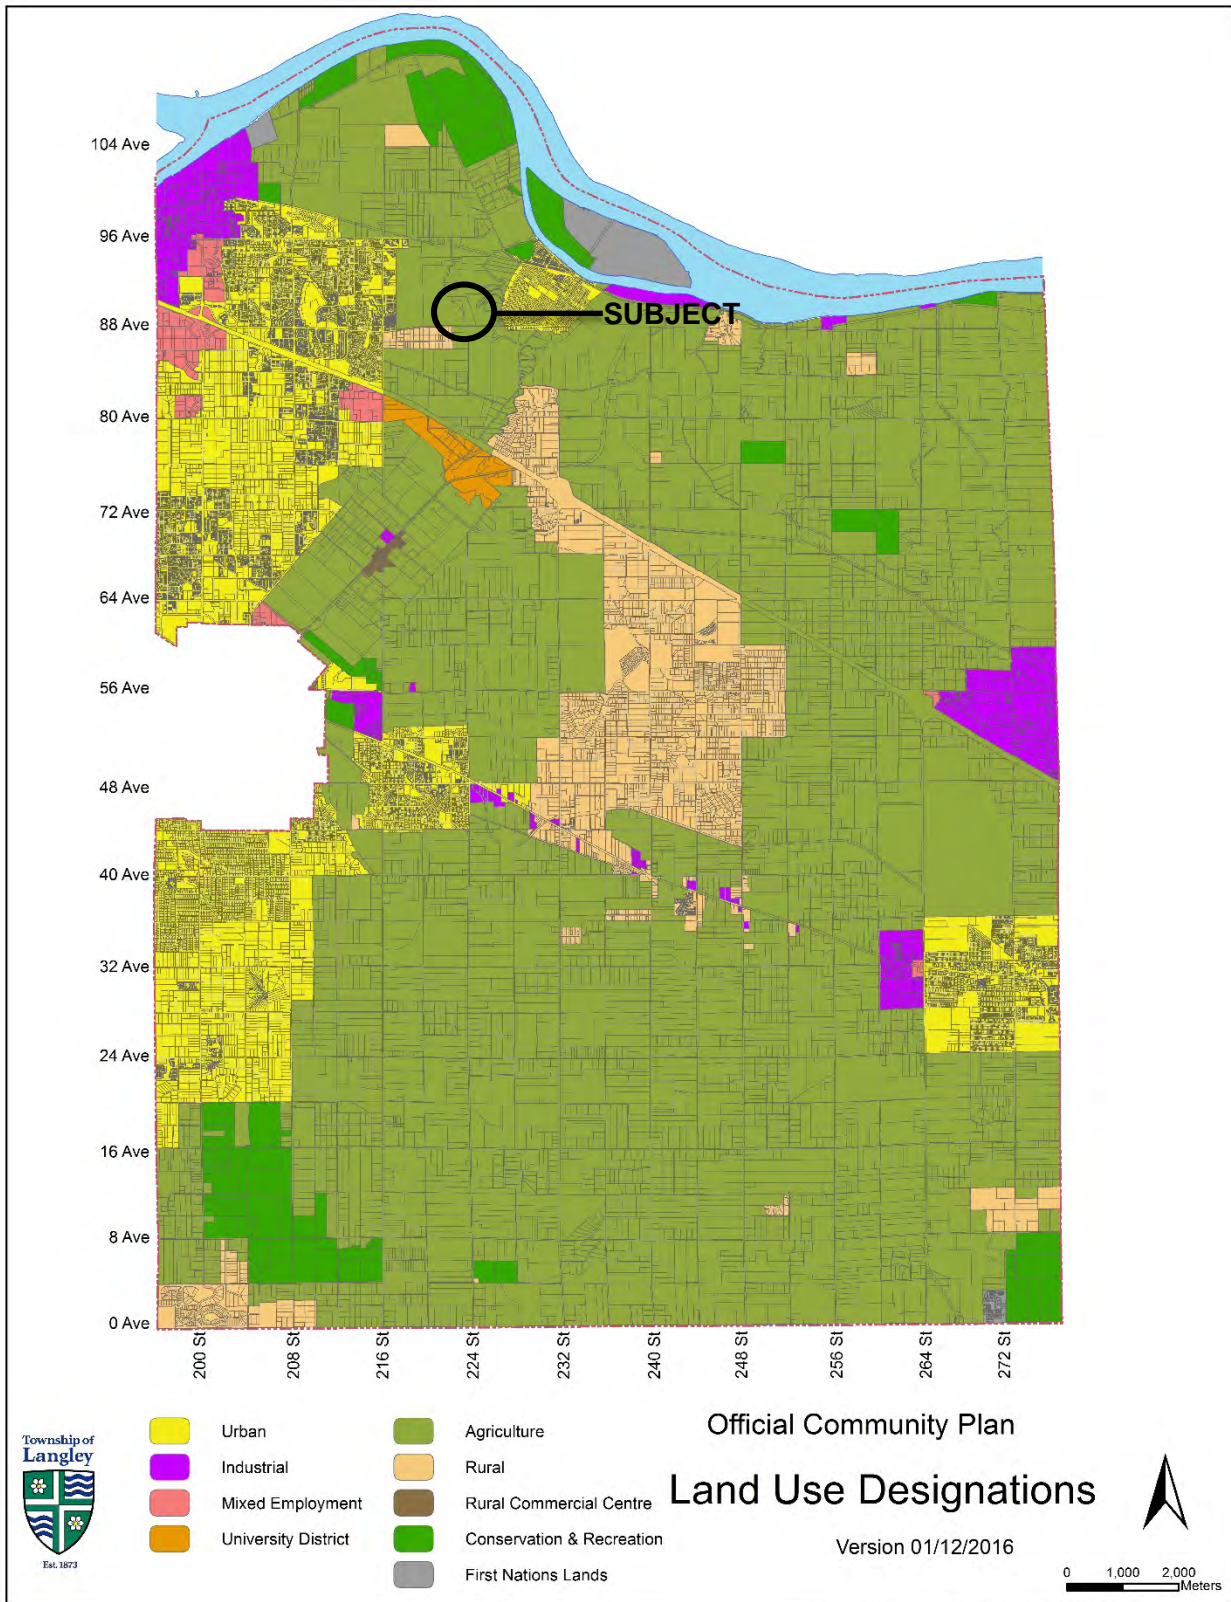 104 Ave
96 Ave
SUBJECT
88 Ave
80 Ave
72 Ave
64 Ave
56 Ave
48 Ave
40 Ave
32 Ave
24 Ave
16 Ave
8 Ave
0 Ave
200 St
208 St
216 St
224 St
232 St
240 St
248 St
256 St
264 St
272 St
Township of
Langley
Est. 1873
Urban
Industrial
Mixed Employment
University District
Agriculture
Rural
Rural Commercial Centre
Conservation & Recreation
First Nations Lands
Official Community Plan
Land Use Designations
Version 01/12/2016
0 1,000 2,000
Meters